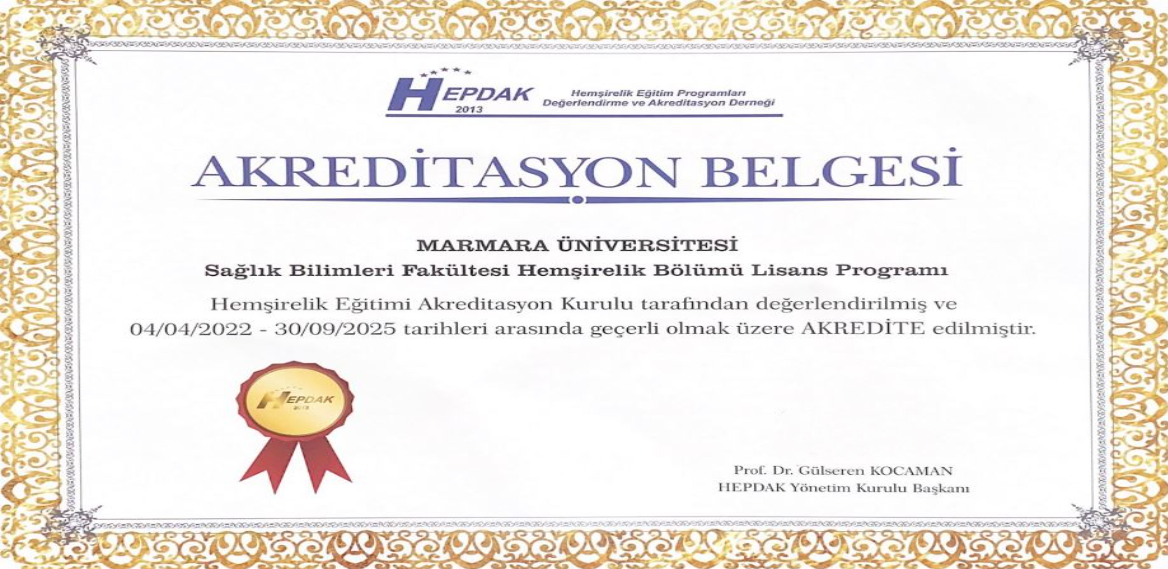 HEPDAK
2013
Hemşirelik Eğitim Programları
Değerlendirme ve Akreditasyon Derneği
AKREDİTASYON BELGESİ
MARMARA ÜNİVERSİTESİ
Sağlık Bilimleri Fakültesi Hemşirelik Bölümü Lisans Programı
Hemşirelik Eğitimi Akreditasyon Kurulu tarafından değerlendirilmiş ve
04/04/2022 - 30/09/2025 tarihleri arasında geçerli olmak üzere AKREDİTE edilmiştir.
HEPDAK
2013
Prof. Dr. Gülseren KOCAMAN
HEPDAK Yönetim Kurulu Başkanı